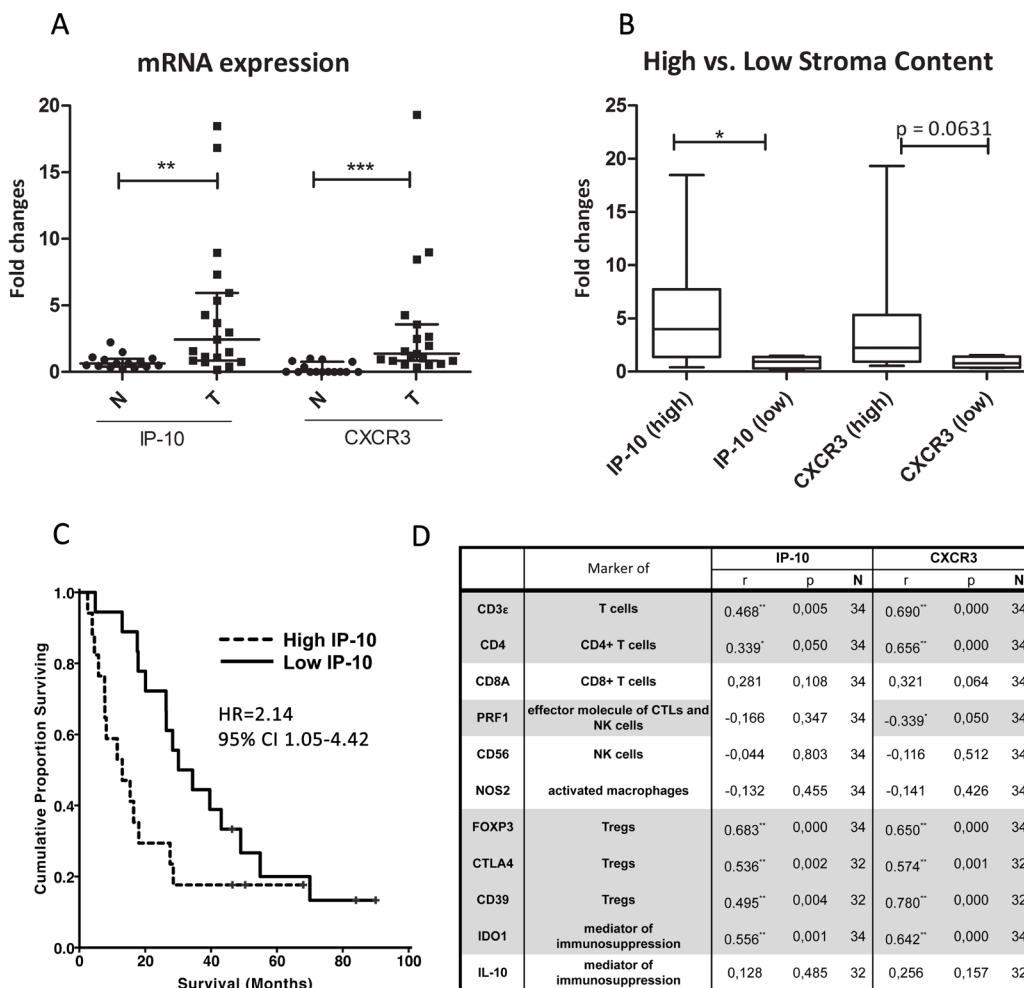 A
mRNA expression
Fold changes
20
15
10
5
0
**
***
N
T
N
T
IP-10
CXCR3
B
High vs. Low Stroma Content
Fold changes
25
20
15
10
5
0
*
p = 0.0631
IP-10 (high)
IP-10 (low)
CXCR3 (high)
CXCR3 (low)
C
Cumulative Proportion Surviving
1.0
0.8
0.6
0.4
0.2
0.0
High IP-10
Low IP-10
HR=2.14
95% CI 1.05-4.42
0 20 40 60 80 100
Survival (Months)
D
Marker of IP-10 CXCR3
r p N r p N
CD3ε T cells 0.468** 0,005 34 0.690** 0,000 34
CD4 CD4+ T cells 0.339* 0,050 34 0.656** 0,000 34
CD8A CD8+ T cells 0,281 0,108 34 0,321 0,064 34
PRF1 effector molecule of CTLs and NK cells -0,166 0,347 34 -0.339* 0,050 34
CD56 NK cells -0,044 0,803 34 -0,116 0,512 34
NOS2 activated macrophages -0,132 0,455 34 -0,141 0,426 34
FOXP3 Tregs 0.683** 0,000 34 0.650** 0,000 34
CTLA4 Tregs 0.536** 0,002 32 0.574** 0,001 32
CD39 Tregs 0.495** 0,004 32 0.780** 0,000 32
IDO1 mediator of immunosuppression 0.556** 0,001 34 0.642** 0,000 34
IL-10 mediator of immunosuppression 0,128 0,485 32 0,256 0,157 32